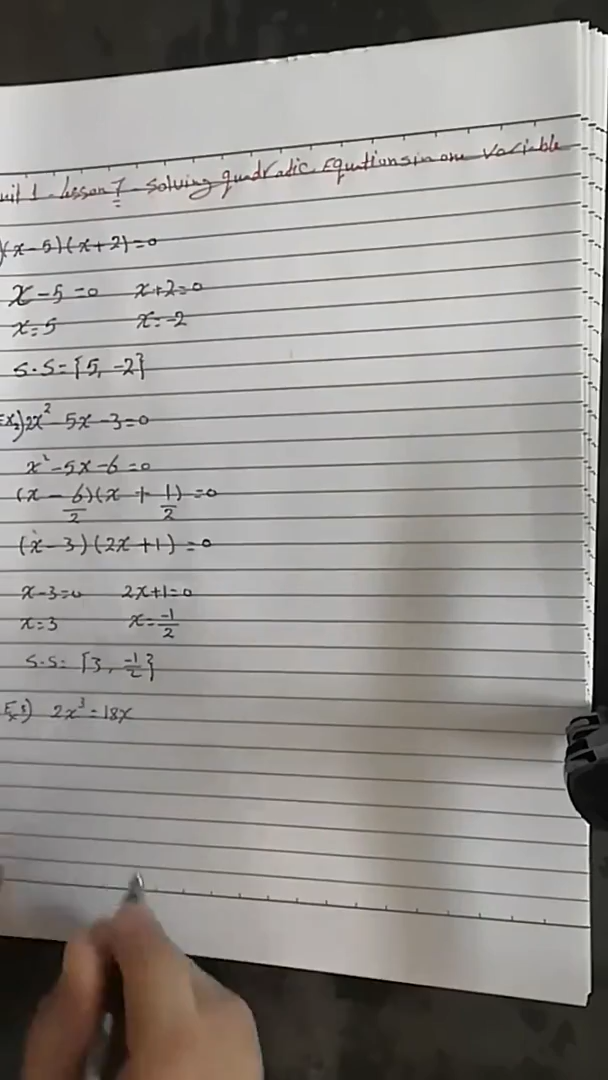 unit 1 - Lesson 7 - Solving quadradic Equtions in one variable
(x-5)(x+2)=0
x-5=0 x+2=0
x=5 x=-2
S.S={5, -2}
Ex2) 2x² - 5x - 3=0
x²-5x-6=0
(x - 6/2)(x + 1/2)=0
(x-3)(2x+1)=0
x-3=0 2x+1=0
x=3 x=-1/2
S.S= {3, -1/2}
Ex3) 2x³=18x